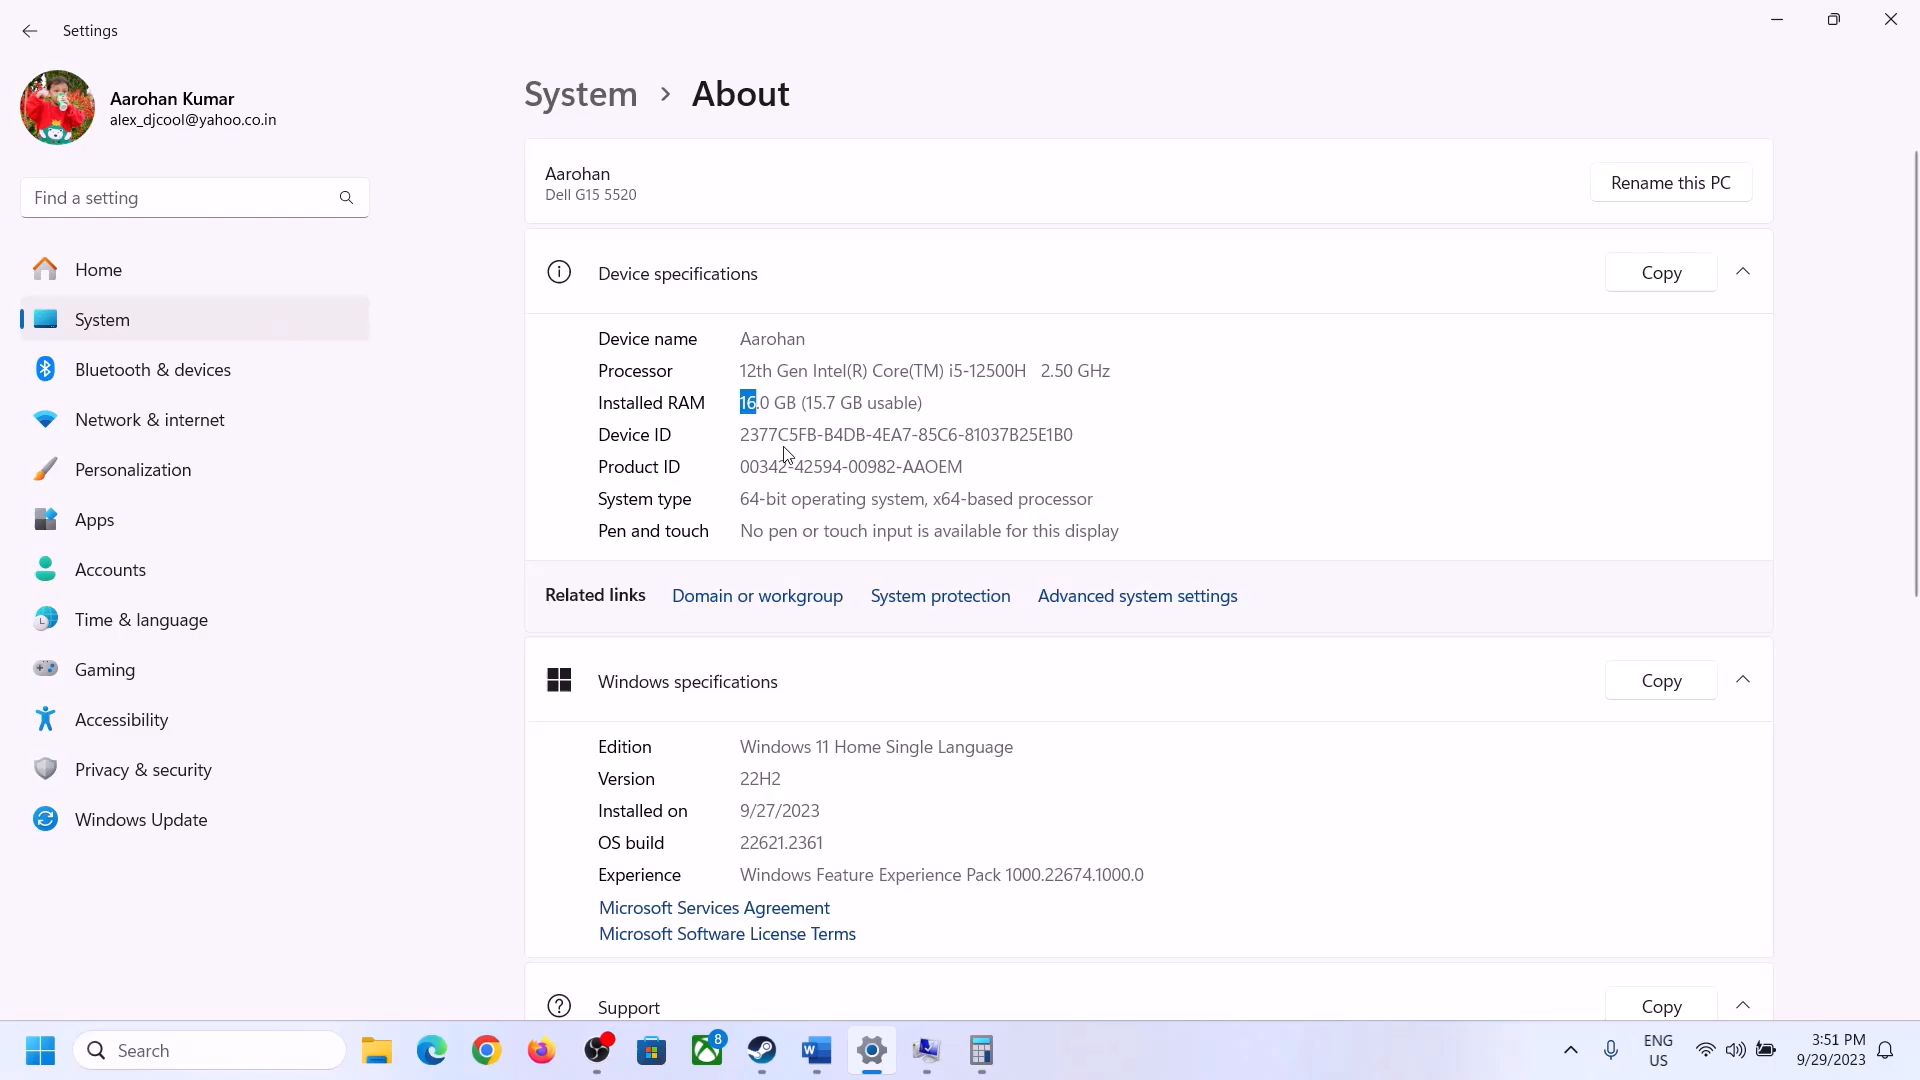 Settings
Aarohan Kumar
alex_djcool@yahoo.co.in
Find a setting
Home
System
Bluetooth & devices
Network & internet
Personalization
Apps
Accounts
Time & language
Gaming
Accessibility
Privacy & security
Windows Update
System > About
Aarohan
Dell G15 5520
Rename this PC
Device specifications
Copy
Device name Aarohan
Processor 12th Gen Intel(R) Core(TM) i5-12500H 2.50 GHz
Installed RAM 16.0 GB (15.7 GB usable)
Device ID 2377C5FB-B4DB-4EA7-85C6-81037B25E1B0
Product ID 00342-42594-00982-AAOEM
System type 64-bit operating system, x64-based processor
Pen and touch No pen or touch input is available for this display
Related links Domain or workgroup System protection Advanced system settings
Windows specifications
Copy
Edition Windows 11 Home Single Language
Version 22H2
Installed on 9/27/2023
OS build 22621.2361
Experience Windows Feature Experience Pack 1000.22674.1000.0
Microsoft Services Agreement
Microsoft Software License Terms
Support
Copy
Search
8
ENG
US
3:51 PM
9/29/2023